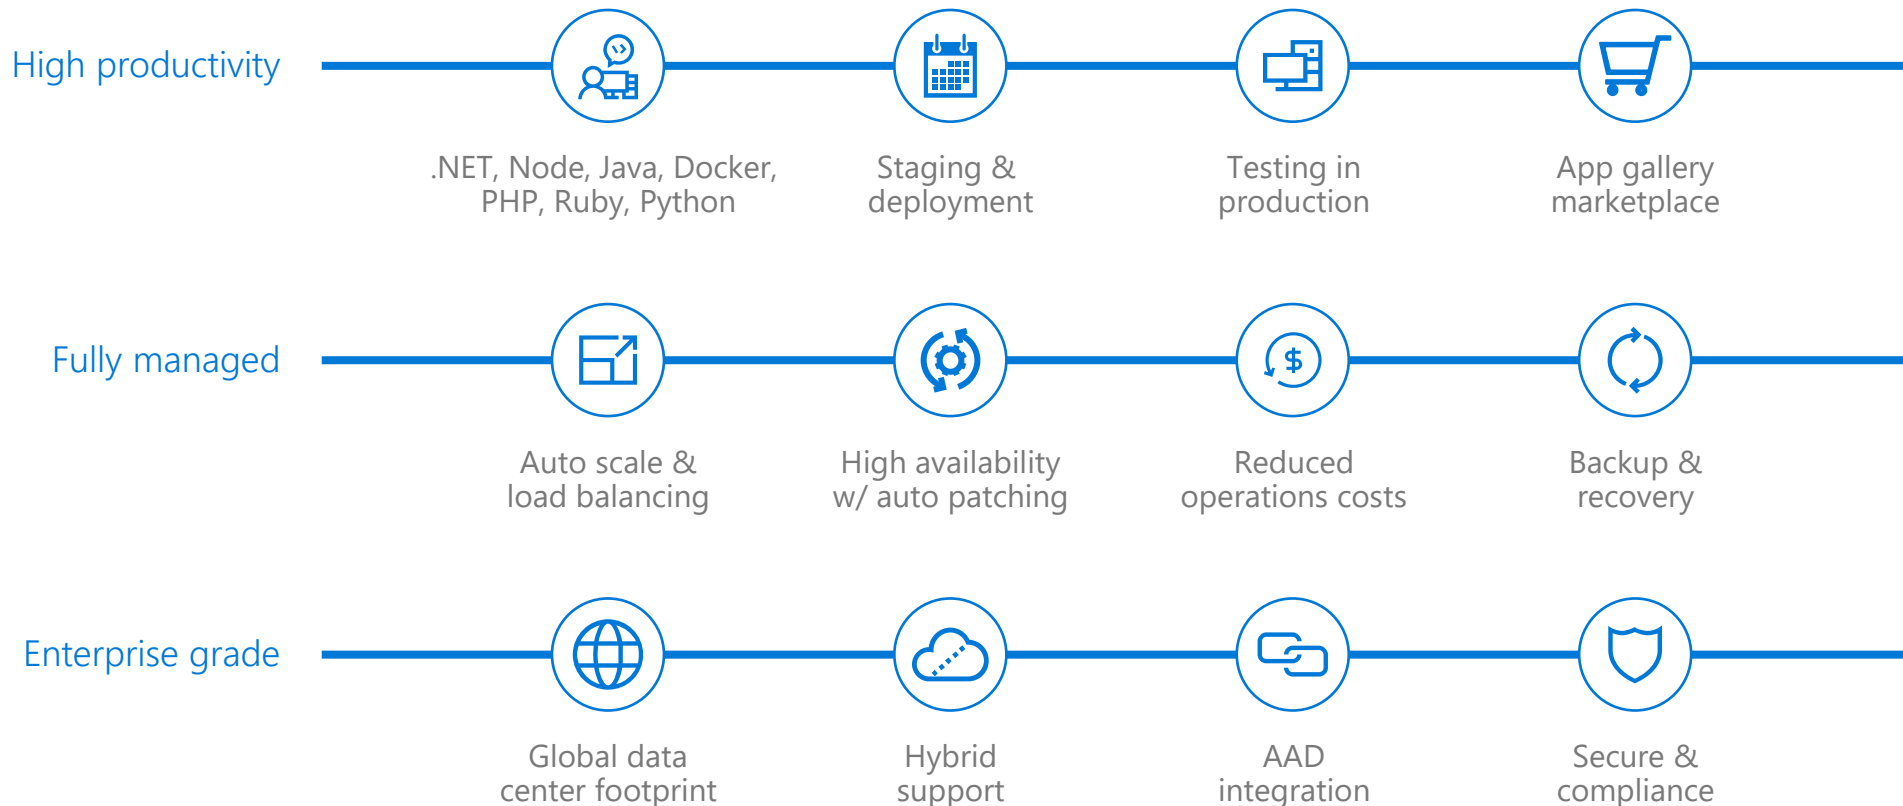 High productivity
.NET, Node, Java, Docker,
PHP, Ruby, Python
Staging &
deployment
Testing in
production
App gallery
marketplace
Fully managed
Auto scale &
load balancing
High availability
w/ auto patching
$
Reduced
operations costs
Backup &
recovery
Enterprise grade
Global data
center footprint
Hybrid
support
AAD
integration
Secure &
compliance